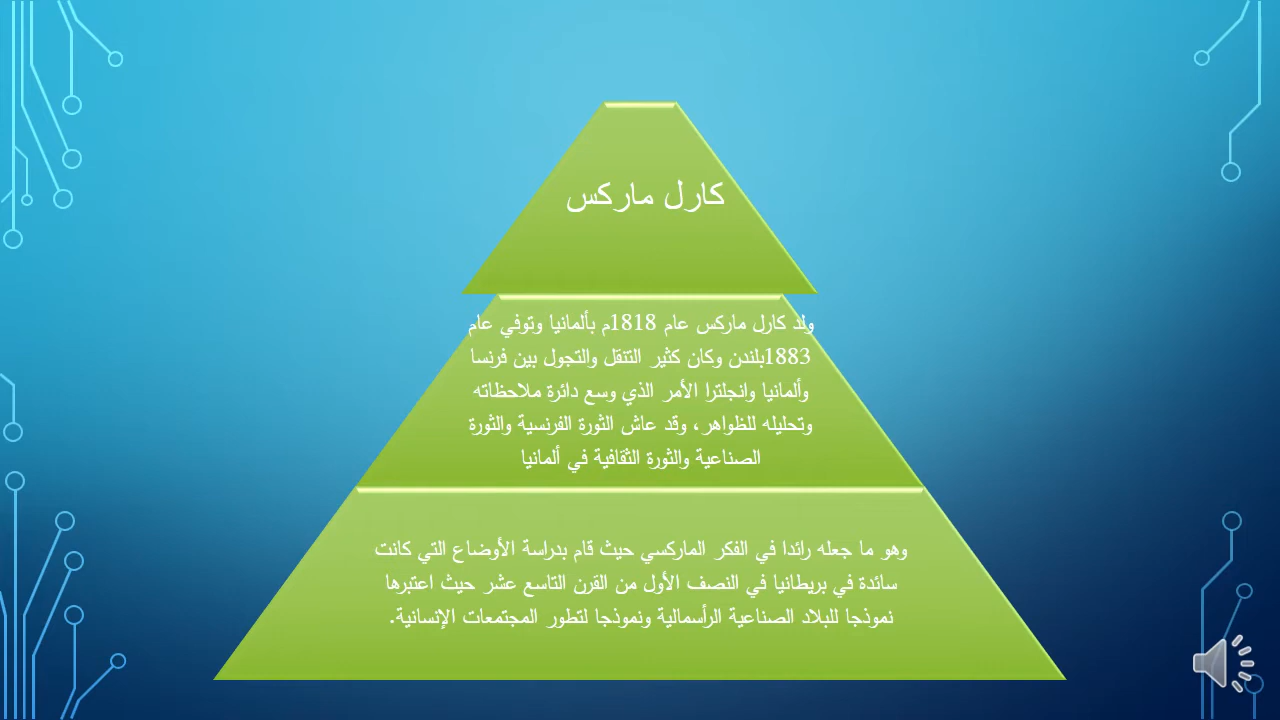 كارل ماركس
ولد كارل ماركس عام 1818م بألمانيا وتوفي عام
1883بلندن وكان كثير التنقل والتجول بين فرنسا
وألمانيا وانجلترا الأمر الذي وسع دائرة ملاحظاته
وتحليله للظواهر، وقد عاش الثورة الفرنسية والثورة
الصناعية والثورة الثقافية في ألمانيا
وهو ما جعله رائدا في الفكر الماركسي حيث قام بدراسة الأوضاع التي كانت
سائدة في بريطانيا في النصف الأول من القرن التاسع عشر حيث اعتبرها
نموذجا للبلاد الصناعية الرأسمالية ونموذجا لتطور المجتمعات الإنسانية.